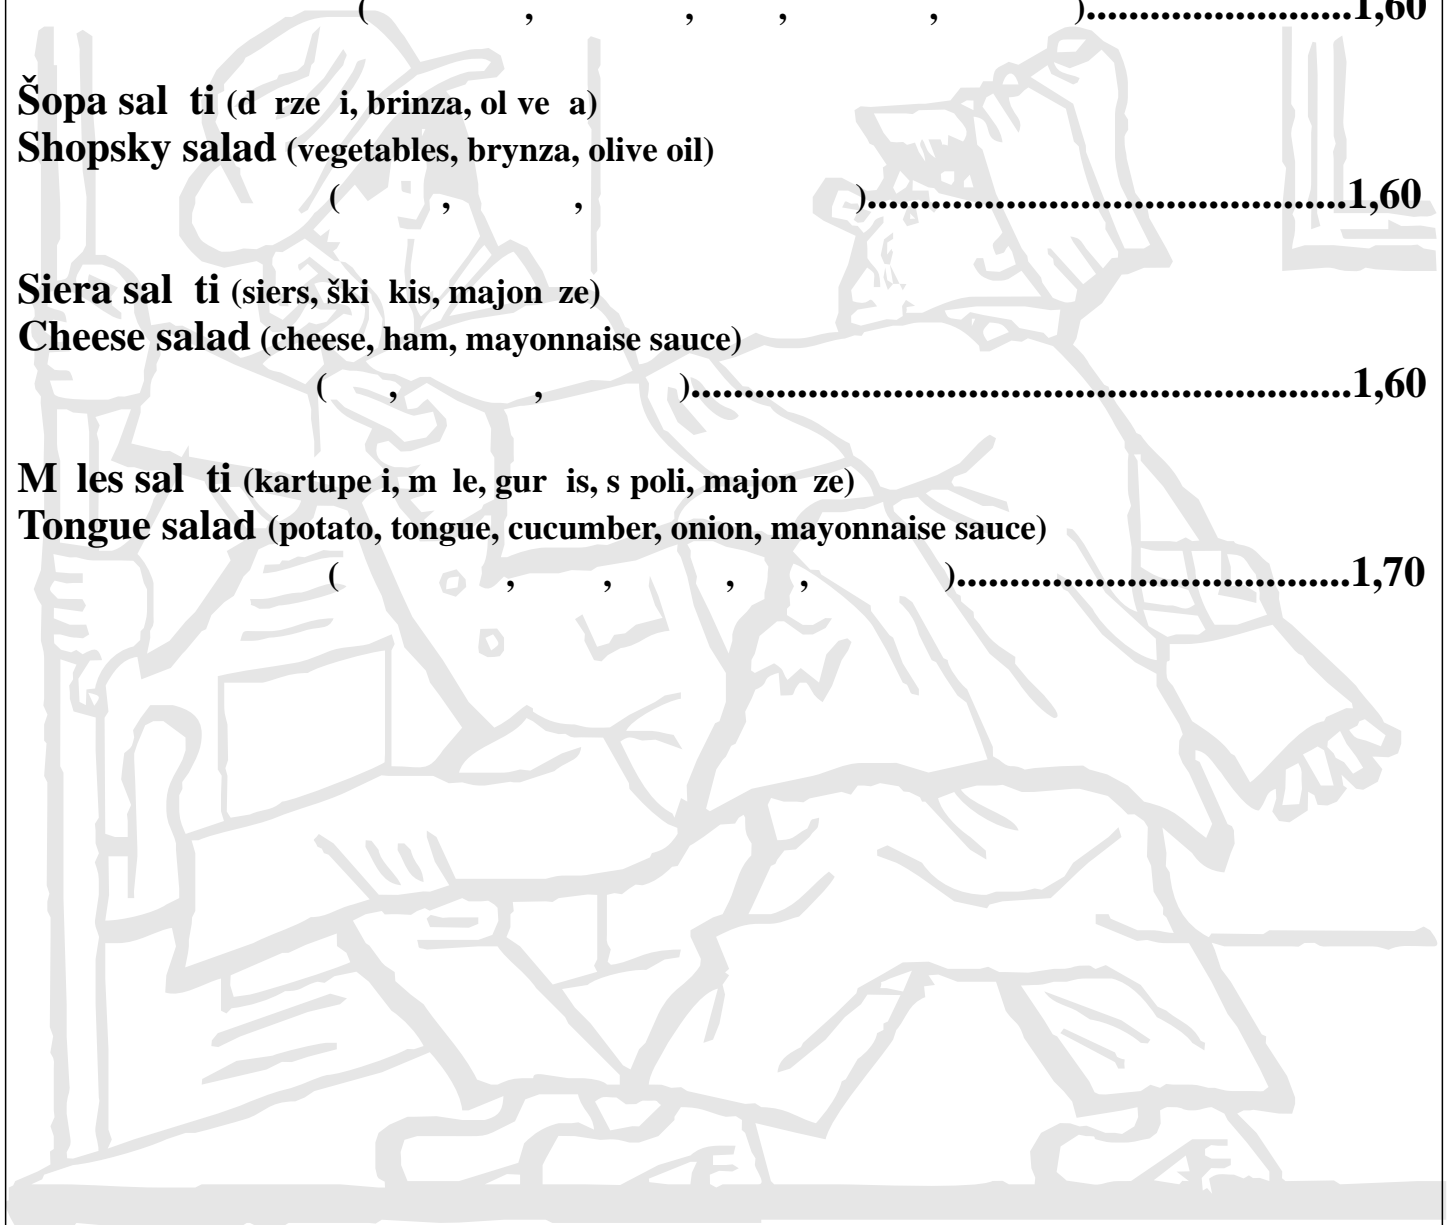 ( , , , , ).........................1,60
Šopa sal ti (d rze i, brinza, ol ve a)
Shopsky salad (vegetables, brynza, olive oil)
( , , ).............................................1,60
Siera sal ti (siers, ški kis, majon ze)
Cheese salad (cheese, ham, mayonnaise sauce)
( , , )..............................................................1,60
M les sal ti (kartupe i, m le, gur is, s poli, majon ze)
Tongue salad (potato, tongue, cucumber, onion, mayonnaise sauce)
( , , , , ).....................................1,70